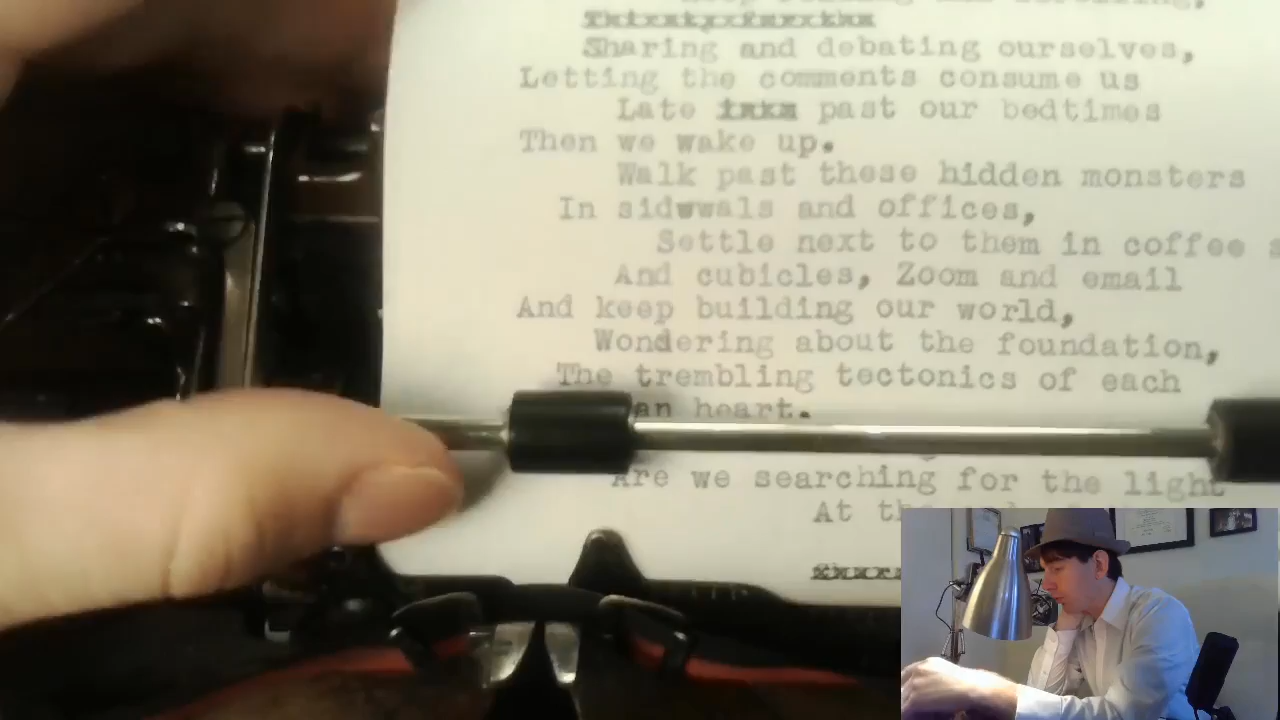 Sharing and debating ourselves,
Letting the comments consume us
Late past our bedtimes
Then we wake up.
Walk past these hidden monsters
In sidwwals and offices,
Settle next to them in coffee
And cubicles, Zoom and email
And keep building our world,
Wondering about the foundation,
The trembling tectonics of each
an heart.
Are we searching for the light
At